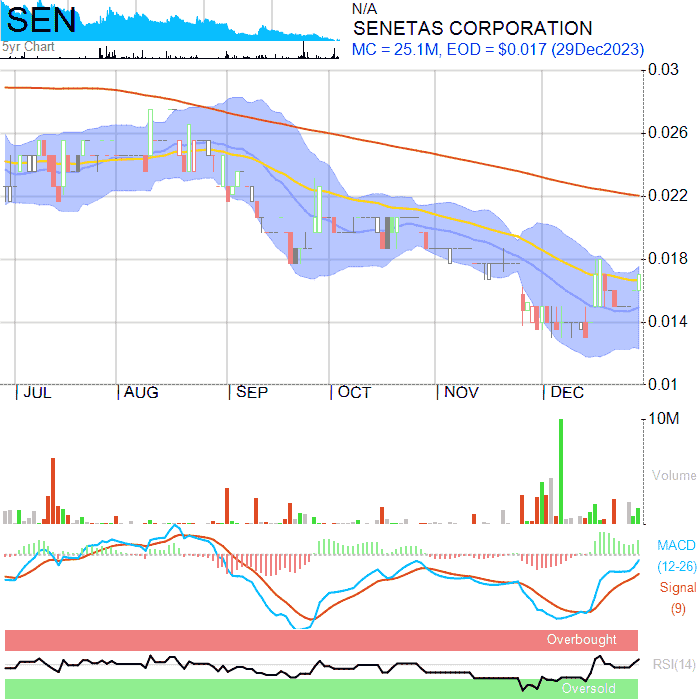 SEN
5yr Chart
N/A
SENETAS CORPORATION
MC = 25.1M, EOD = $0.017 (29Dec2023)
0.03
0.026
0.022
0.018
0.014
0.01
JUL AUG SEP OCT NOV DEC
10M
Volume
MACD
(12-26)
Signal
(9)
Overbought
RSI(14)
Oversold